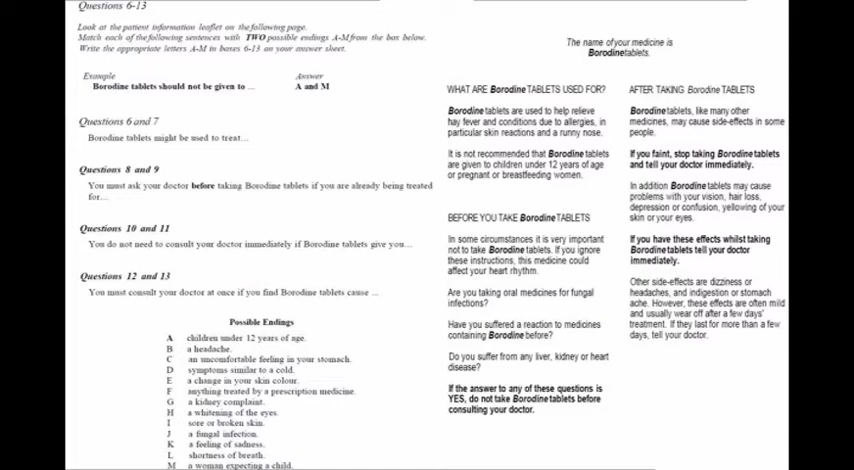 Questions 6-13
Look at the patient information leaflet on the following page.
Match each of the following sentences with TWO possible endings A-M from the box below.
Write the appropriate letters A-M in boxes 6-13 on your answer sheet.
Example Answer
Borodine tablets should not be given to ... A and M
Questions 6 and 7
Borodine tablets might be used to treat...
Questions 8 and 9
You must ask your doctor before taking Borodine tablets if you are already being treated
for...
Questions 10 and 11
You do not need to consult your doctor immediately if Borodine tablets give you...
Questions 12 and 13
You must consult your doctor at once if you find Borodine tablets cause ...
Possible Endings
A children under 12 years of age.
B a headache.
C an uncomfortable feeling in your stomach.
D symptoms similar to a cold.
E a change in your skin colour.
F anything treated by a prescription medicine.
G a kidney complaint.
H a whitening of the eyes.
I sore or broken skin.
J a fungal infection.
K a feeling of sadness.
L shortness of breath.
M a woman expecting a child.
The name of your medicine is
Borodinetablets.
WHAT ARE Borodine TABLETS USED FOR?
Borodine tablets are used to help relieve
hay fever and conditions due to allergies, in
particular skin reactions and a runny nose.
It is not recommended that Borodine tablets
are given to children under 12 years of age
or pregnant or breastfeeding women.
BEFORE YOU TAKE Borodine TABLETS
In some circumstances it is very important
not to take Borodine tablets. If you ignore
these instructions, this medicine could
affect your heart rhythm.
Are you taking oral medicines for fungal
infections?
Have you suffered a reaction to medicines
containing Borodine before?
Do you suffer from any liver, kidney or heart
disease?
If the answer to any of these questions is
YES, do not take Borodine tablets before
consulting your doctor.
AFTER TAKING Borodine TABLETS
Borodine tablets, like many other
medicines, may cause side-effects in some
people.
If you faint, stop taking Borodine tablets
and tell your doctor immediately.
In addition Borodine tablets may cause
problems with your vision, hair loss,
depression or confusion, yellowing of your
skin or your eyes.
If you have these effects whilst taking
Borodine tablets tell your doctor
immediately.
Other side-effects are dizziness or
headaches, and indigestion or stomach
ache. However, these effects are often mild
and usually wear off after a few days'
treatment. If they last for more than a few
days, tell your doctor.